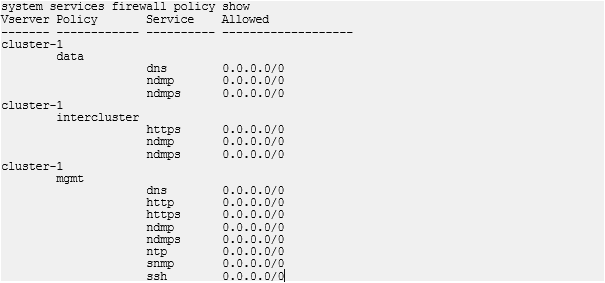 system services firewall policy show
Vserver Policy       Service    Allowed
------- ------------ ---------- -------------------
cluster-1
        data
                     dns        0.0.0.0/0
                     ndmp       0.0.0.0/0
                     ndmps      0.0.0.0/0
cluster-1
        intercluster
                     https      0.0.0.0/0
                     ndmp       0.0.0.0/0
                     ndmps      0.0.0.0/0
cluster-1
        mgmt
                     dns        0.0.0.0/0
                     http       0.0.0.0/0
                     https      0.0.0.0/0
                     ndmp       0.0.0.0/0
                     ndmps      0.0.0.0/0
                     ntp        0.0.0.0/0
                     snmp       0.0.0.0/0
                     ssh        0.0.0.0/0